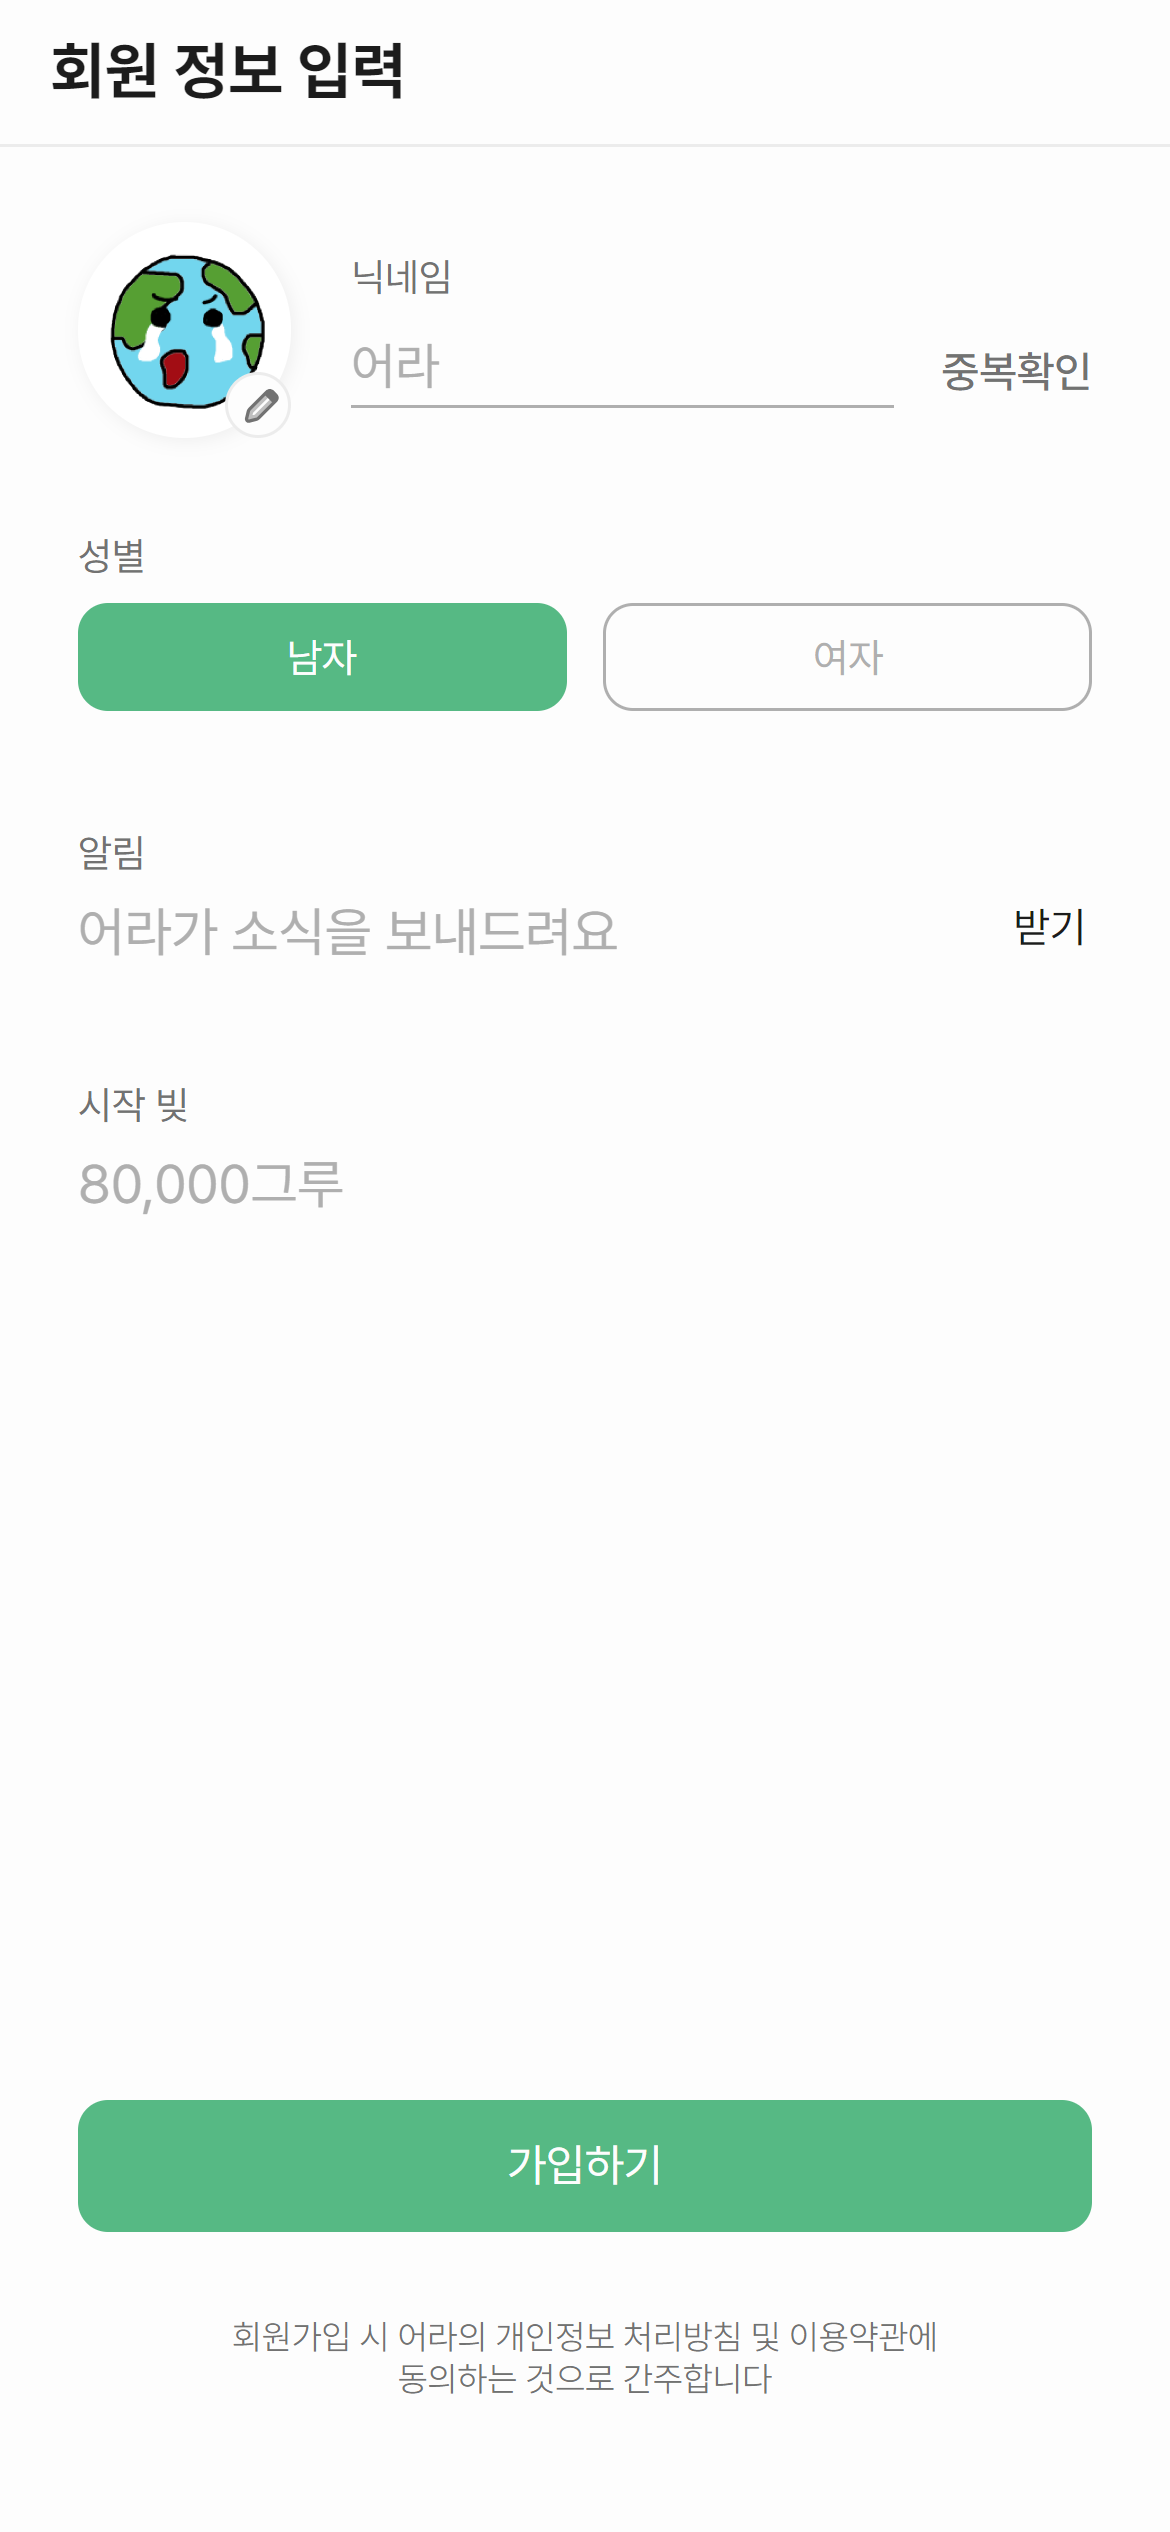 회원 정보 입력
닉네임
어라
중복확인
성별
남자
여자
알림
어라가 소식을 보내드려요
받기
시작 빚
80,000그루
가입하기
회원가입 시 어라의 개인정보 처리방침 및 이용약관에
동의하는 것으로 간주합니다